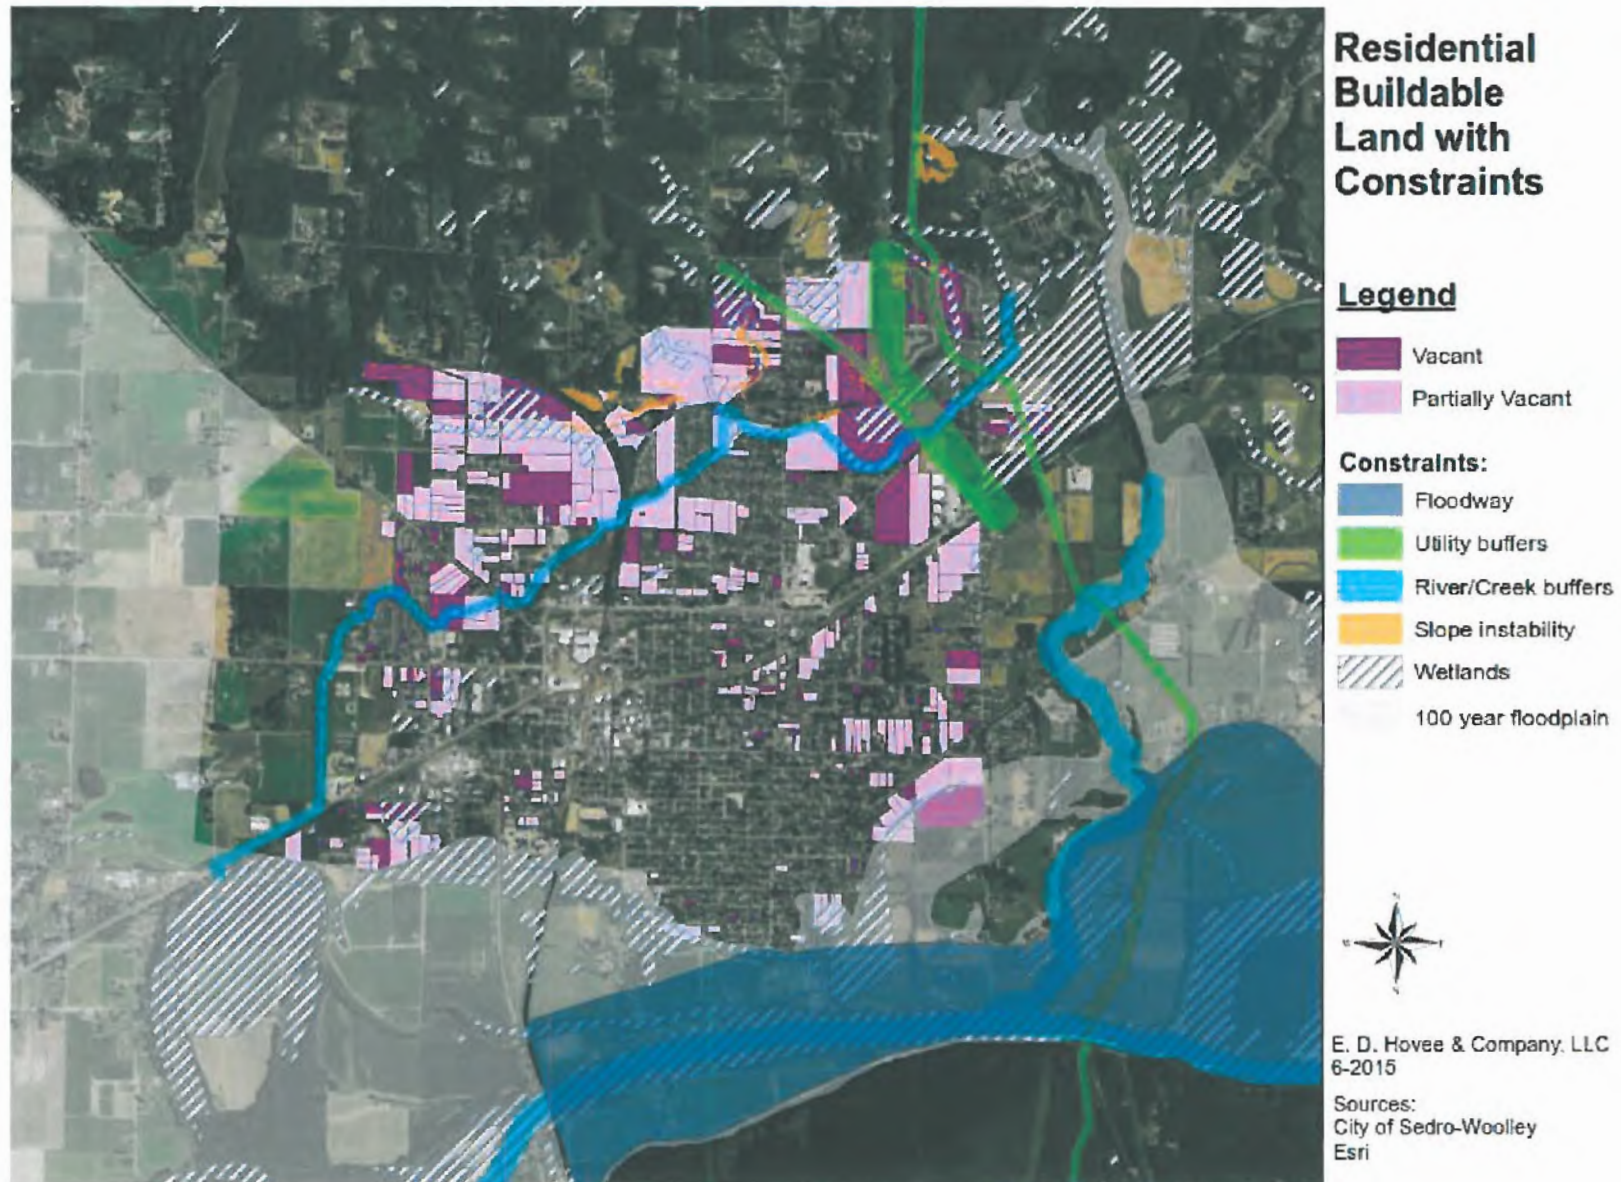 Residential
Buildable
Land with
Constraints
Legend
Vacant
Partially Vacant
Constraints:
Floodway
Utility buffers
River/Creek buffers
Slope instability
Wetlands
100 year floodplain
N
S
E. D. Hovee & Company, LLC
6-2015
Sources:
City of Sedro-Woolley
Esri